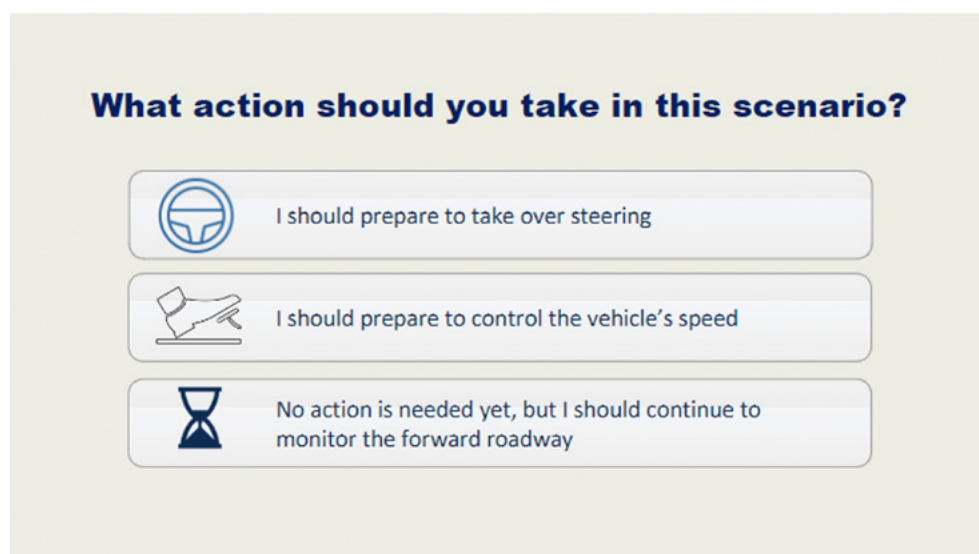 What action should you take in this scenario?
I should prepare to take over steering
I should prepare to control the vehicle’s speed
No action is needed yet, but I should continue to
monitor the forward roadway